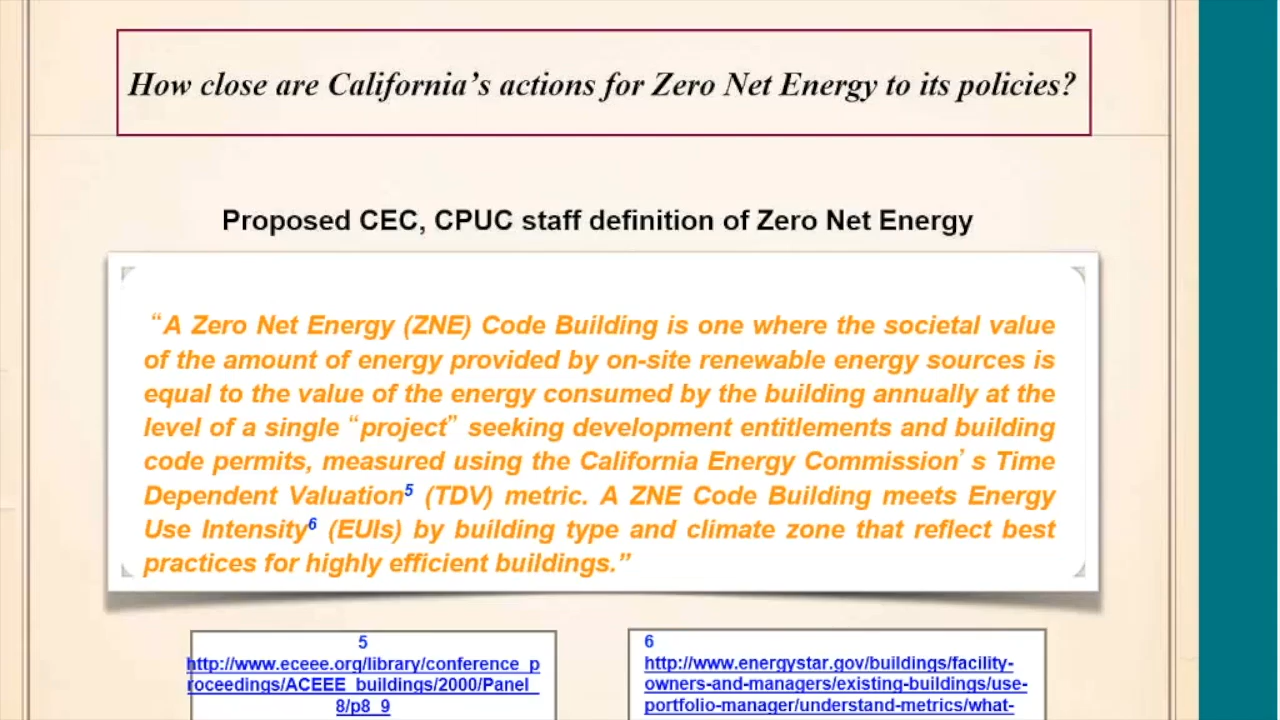 How close are California's actions for Zero Net Energy to its policies?
Proposed CEC, CPUC staff definition of Zero Net Energy
“A Zero Net Energy (ZNE) Code Building is one where the societal value
of the amount of energy provided by on-site renewable energy sources is
equal to the value of the energy consumed by the building annually at the
level of a single “project” seeking development entitlements and building
code permits, measured using the California Energy Commission’ s Time
Dependent Valuation5 (TDV) metric. A ZNE Code Building meets Energy
Use Intensity6 (EUIs) by building type and climate zone that reflect best
practices for highly efficient buildings.”
5
http://www.eceee.org/library/conference_p
roceedings/ACEEE_buildings/2000/Panel_
8/p8_9
6
http://www.energystar.gov/buildings/facility-
owners-and-managers/existing-buildings/use-
portfolio-manager/understand-metrics/what-